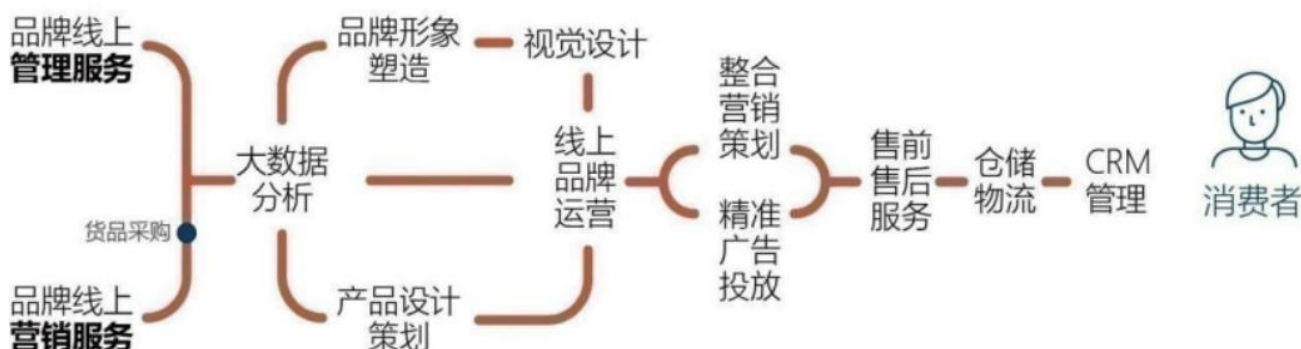 品牌线上
管理服务
货品采购
品牌线上
营销服务
大数据
分析
品牌形象
塑造
视觉设计
产品设计
策划
线上
品牌
运营
整合
营销
策划
精准
广告
投放
售前
售后
服务
仓储
物流
CRM
管理
消费者